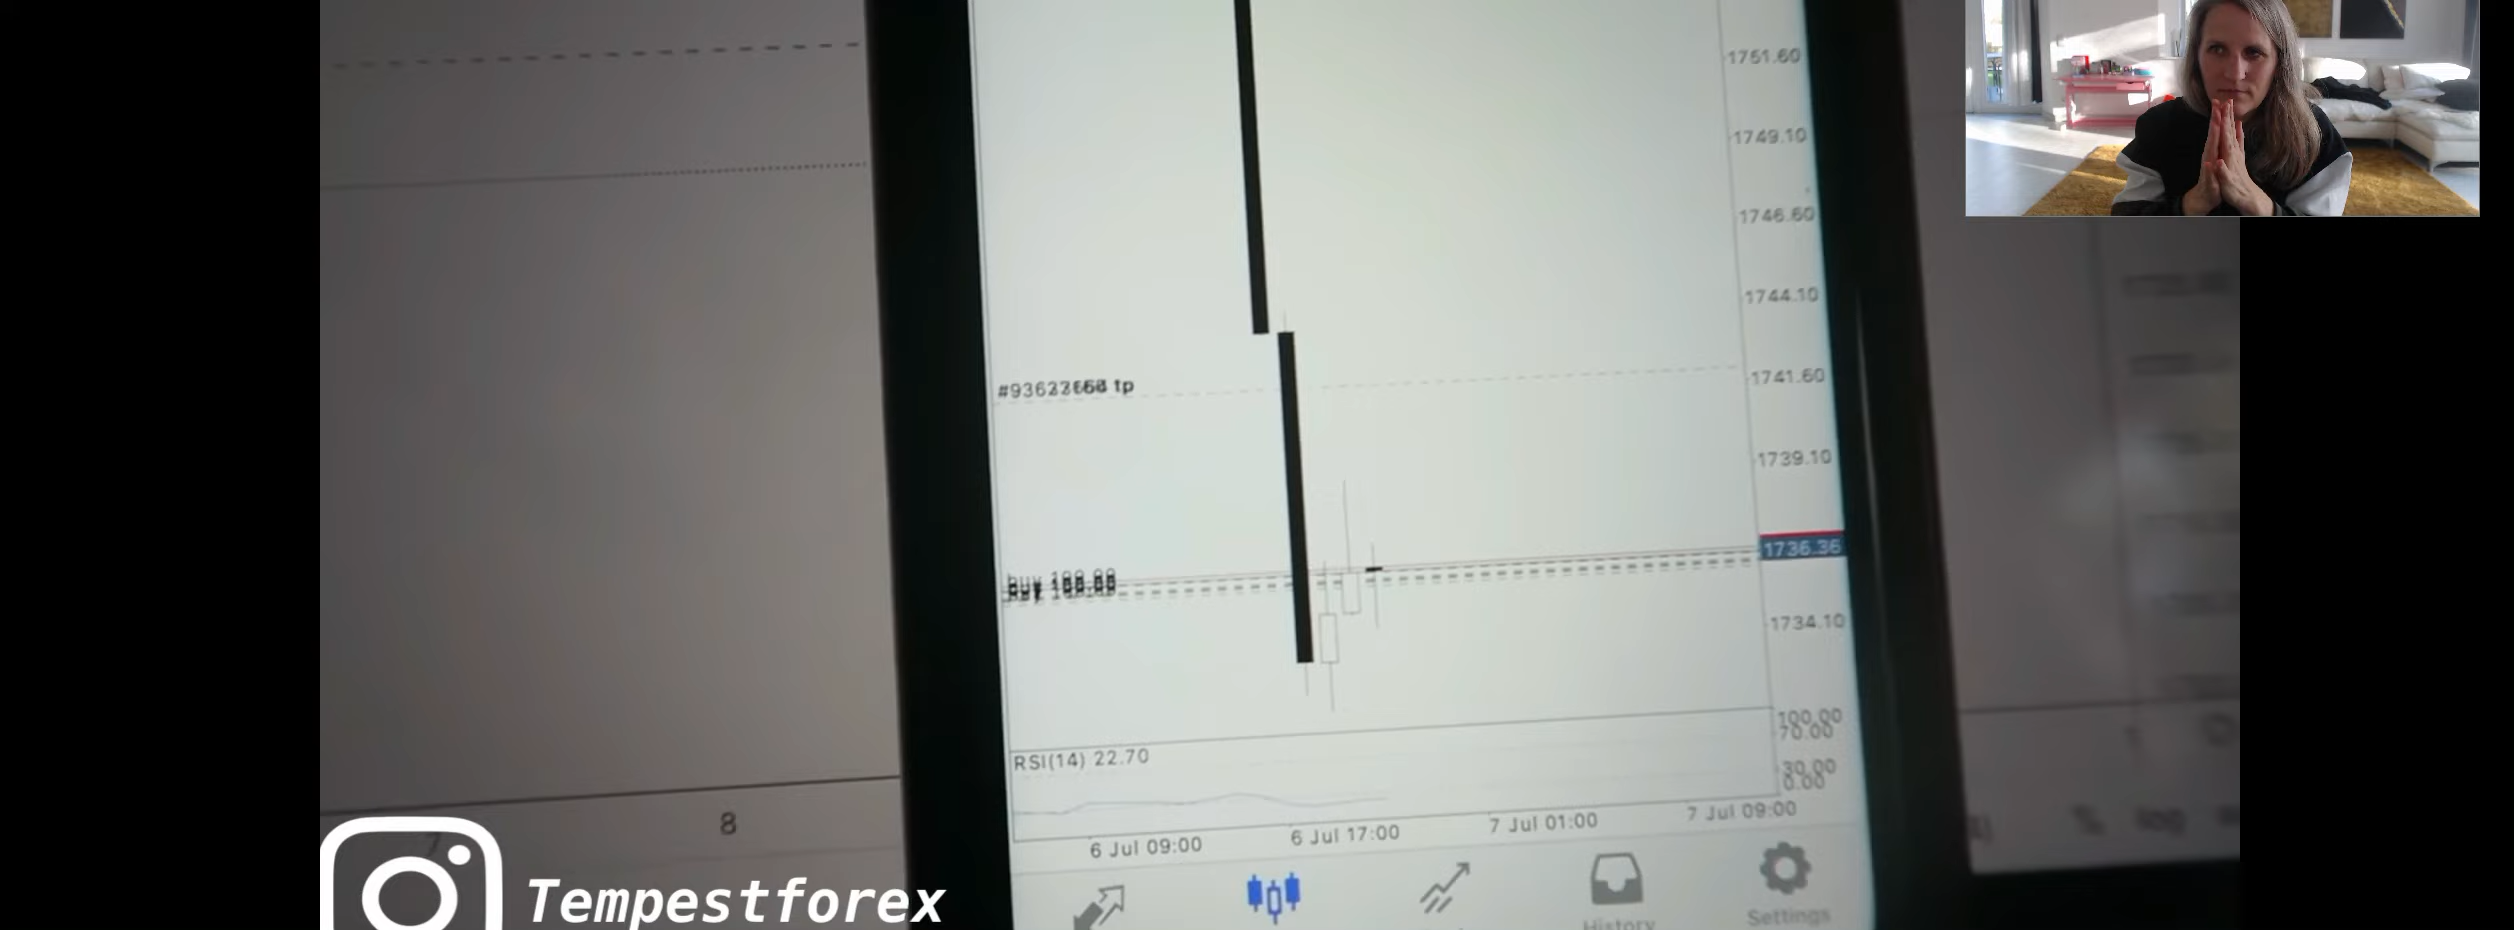 1751.60
1749.10
1746.60
1744.10
tp
1741.60
1739.10
1736.36
buy 100.00
1734.10
100.00
70.00
RSI(14) 22.70
30.00
0.00
8
6 Jul 09:00
6 Jul 17:00
7 Jul 01:00
7 Jul 09:00
Tempestforex
History
Settings